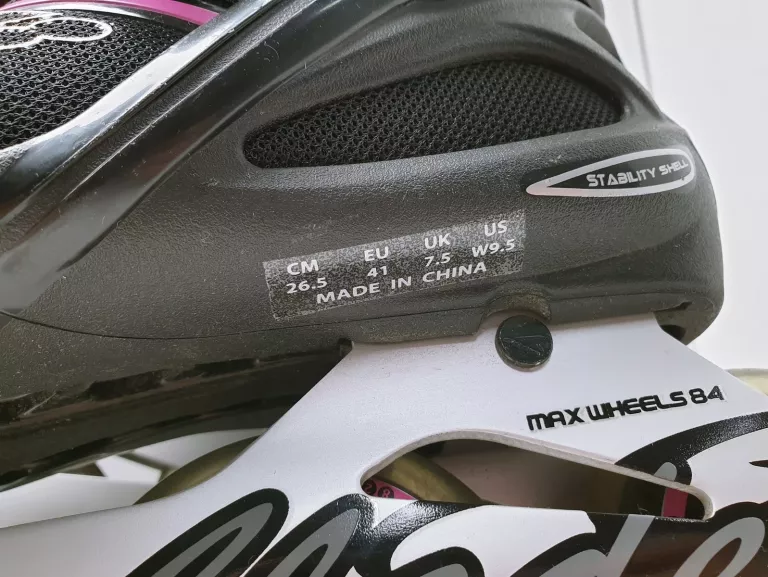 STABILITY SHELL
CM EU UK US
26.5 41 7.5 W9.5
MADE IN CHINA
MAX WHEELS 84